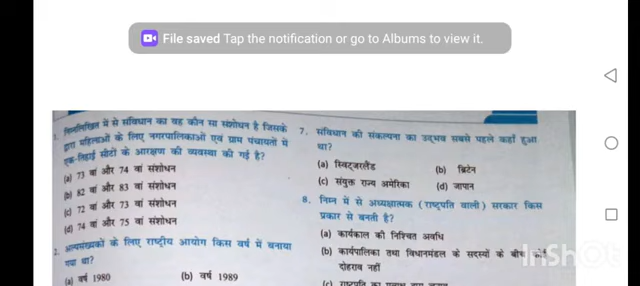 File saved Tap the notification or go to Albums to view it.
1. निम्नलिखित में से संविधान का वह कौन सा संशोधन है जिसके
द्वारा महिलाओं के लिए नगरपालिकाओं एवं ग्राम पंचायतों में
एक-तिहाई सीटों के आरक्षण की व्यवस्था की गई है?
(a) 73 वां और 74 वां संशोधन
(b) 82 वां और 83 वां संशोधन
(c) 72 वां और 73 वां संशोधन
(d) 74 वां और 75 वां संशोधन
2. अल्पसंख्यकों के लिए राष्ट्रीय आयोग किस वर्ष में बनाया
गया था?
(a) वर्ष 1980 (b) वर्ष 1989
7. संविधान की संकल्पना का उद्भव सबसे पहले कहाँ हुआ
था?
(a) स्विट्जरलैंड (b) ब्रिटेन
(c) संयुक्त राज्य अमेरिका (d) जापान
8. निम्न में से अध्यक्षात्मक (राष्ट्रपति वाली) सरकार किस
प्रकार से बनती है?
(a) कार्यकाल की निश्चित अवधि
(b) कार्यपालिका तथा विधानमंडल के सदस्यों के बीच कोई
दोहराव नहीं
(c) राष्ट्रपति का
InShot